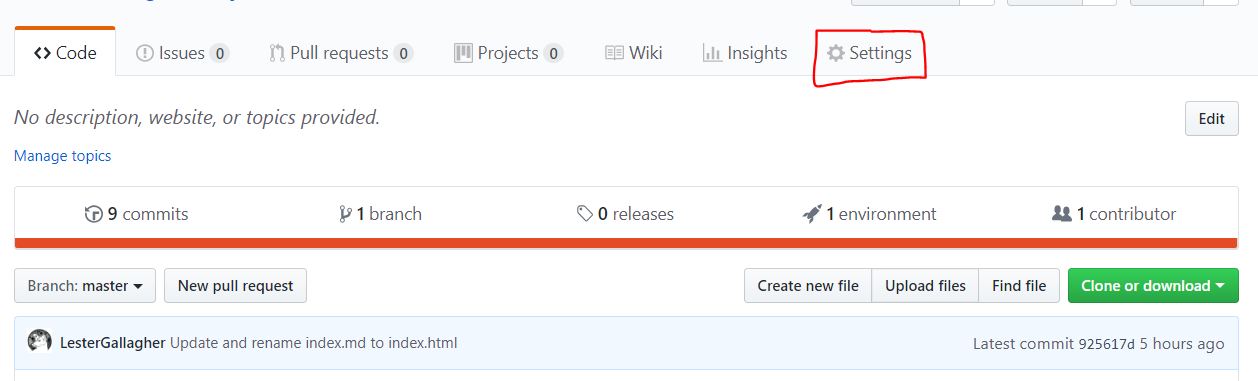 Code Issues 0 Pull requests 0 Projects 0 Wiki Insights Settings
No description, website, or topics provided. Edit
Manage topics
9 commits 1 branch 0 releases 1 environment 1 contributor
Branch: master New pull request Create new file Upload files Find file Clone or download
LesterGallagher Update and rename index.md to index.html Latest commit 925617d 5 hours ago